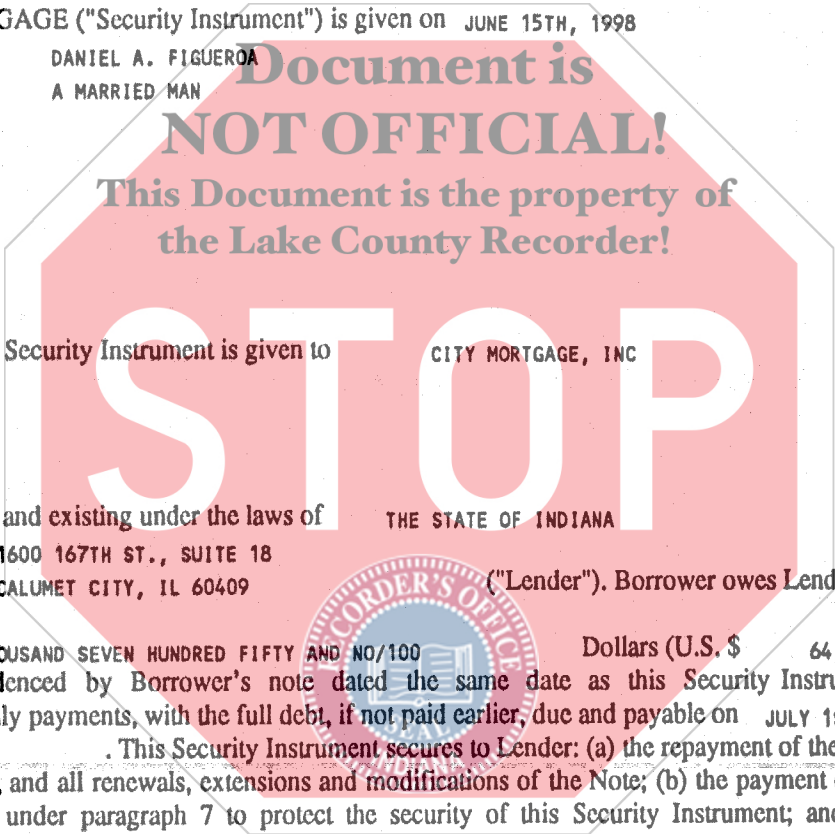 GAGE ("Security Instrument") is given on JUNE 15TH, 1998
DANIEL A. FIGUEROA
A MARRIED MAN
Document is
NOT OFFICIAL!
This Document is the property of
the Lake County Recorder!
STOP
Security Instrument is given to CITY MORTGAGE, INC
and existing under the laws of THE STATE OF INDIANA
1600 167TH ST., SUITE 18
CALUMET CITY, IL 60409 ("Lender"). Borrower owes Lend
OUSAND SEVEN HUNDRED FIFTY AND NO/100 Dollars (U.S. $ 64
denced by Borrower's note dated the same date as this Security Instru
ly payments, with the full debt, if not paid earlier, due and payable on JULY 1S
. This Security Instrument secures to Lender: (a) the repayment of the
, and all renewals, extensions and modifications of the Note; (b) the payment
under paragraph 7 to protect the security of this Security Instrument; an
RECORDER'S OFFICE
SEAL
INDIANA